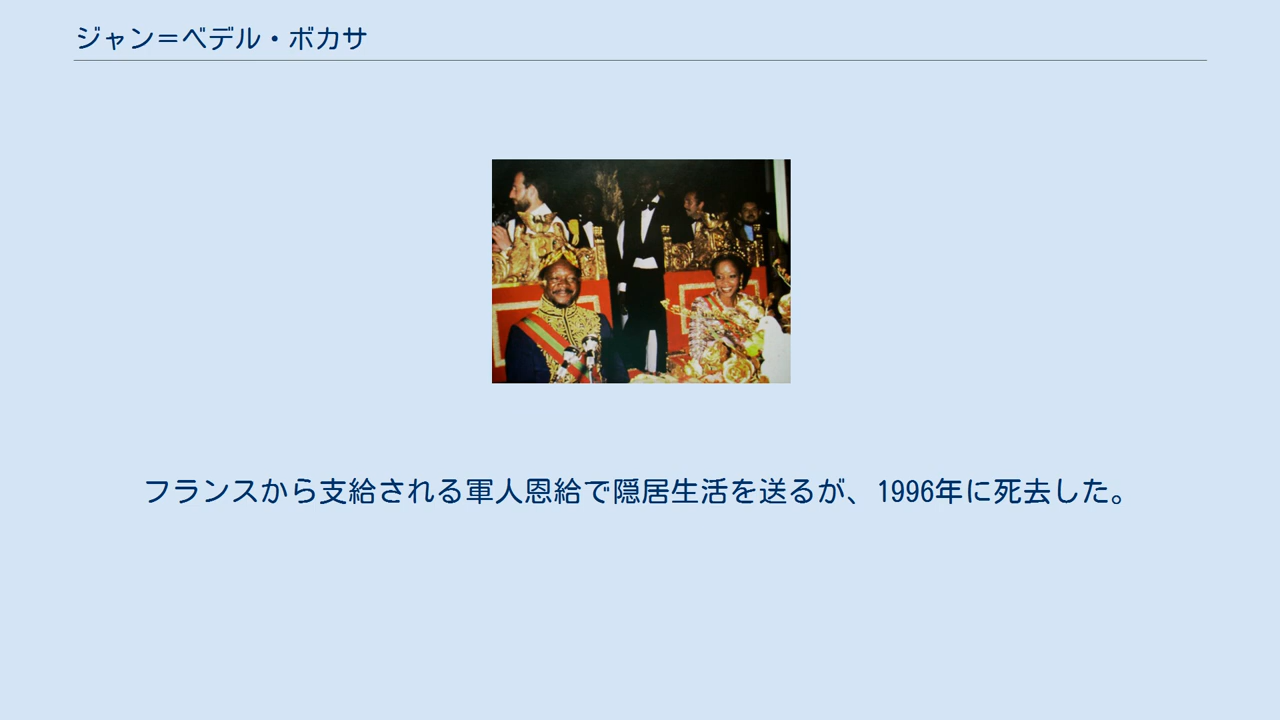 ジャン＝ベデル・ボカサ
フランスから支給される軍人恩給で隠居生活を送るが、1996年に死去した。